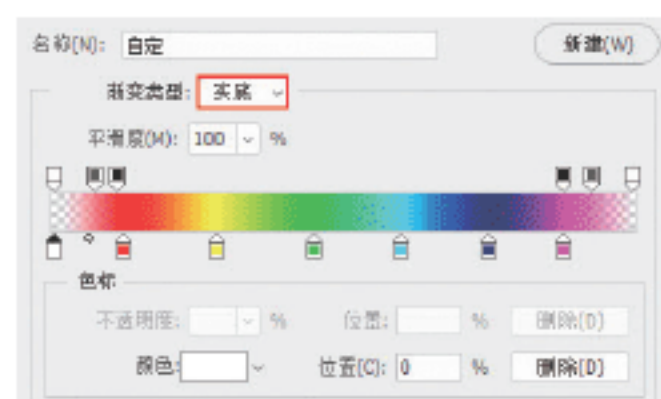 名称(N): 自定 新建(W)
渐变类型: 实底
平滑度(M): 100 %
色标
不透明度: % 位置: % 删除(D)
颜色: 位置(C): 0 % 删除(D)